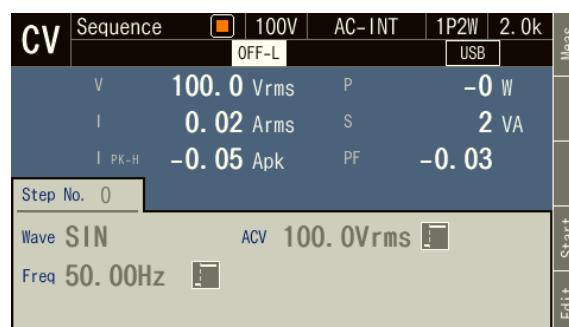 CV Sequence 100V AC-INT 1P2W 2.0k
OFF-L USB
Meas
V 100.0 Vrms P -0 W
I 0.02 Arms S 2 VA
I PK-H -0.05 Apk PF -0.03
Step No. 0
Wave SIN ACV 100.0Vrms
Start
Freq 50.00Hz
Edit